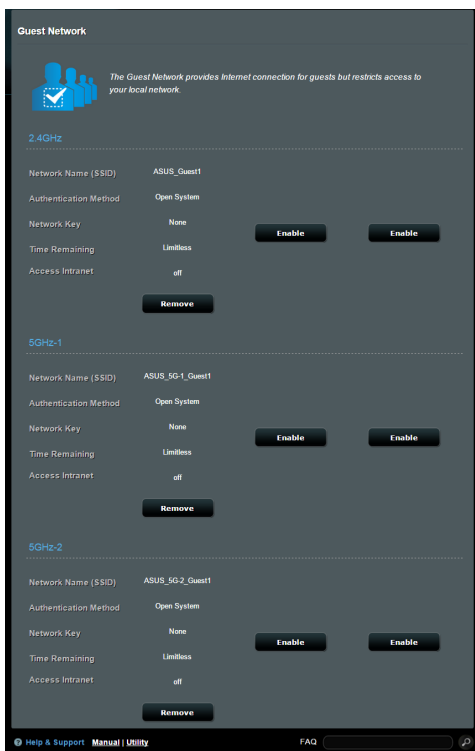 Guest Network
The Guest Network provides Internet connection for guests but restricts access to
your local network.
2.4GHz
Network Name (SSID) ASUS_Guest1
Authentication Method Open System
Network Key None
Enable Enable
Time Remaining Limitless
Access Intranet off
Remove
5GHz-1
Network Name (SSID) ASUS_5G-1_Guest1
Authentication Method Open System
Network Key None
Enable Enable
Time Remaining Limitless
Access Intranet off
Remove
5GHz-2
Network Name (SSID) ASUS_5G-2_Guest1
Authentication Method Open System
Network Key None
Enable Enable
Time Remaining Limitless
Access Intranet off
Remove
? Help & Support Manual | Utility FAQ